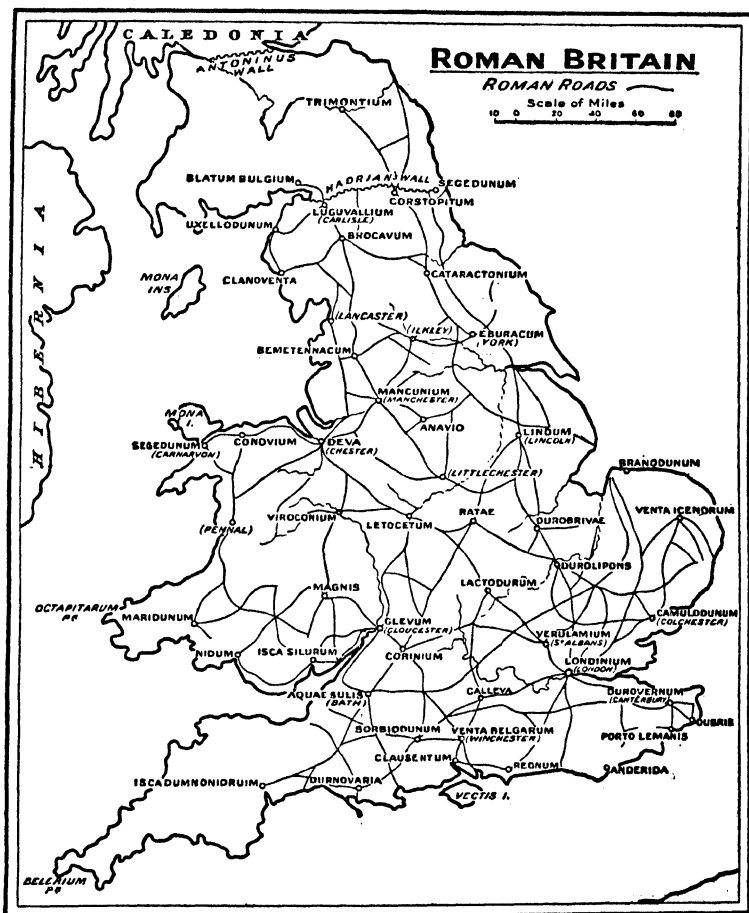 CALEDONIA
ROMAN BRITAIN
ROMAN ROADS
Scale of Miles
10 0 20 40 60 80
ANTONINUS
WALL
TRIMONTIUM
BLATUM BULGIUM
HADRIAN WALL
SEGEDUNUM
CORSTOPITUM
LUGUVALLIUM
(CARLISLE)
UXELLODUNUM
BROCAVUM
HIBERNIA
MONA
INS
CLANOVENTA
CATARACTONIUM
(LANCASTER)
(ILKLEY)
EBURACUM
(YORK)
BEMETENNACUM
MANCUNIUM
(MANCHESTER)
MONA
I.
ANAVIO
SEGEDUNUM
(CARNARVON)
CONOVIUM
DEVA
(CHESTER)
LINDUM
(LINCOLN)
(LITTLECHESTER)
BRANODUNUM
(PENNAL)
VIROCONIUM
LETOCETUM
RATAE
DUROBRIVAE
VENTA ICENORUM
DUROLIPONS
MAGNIS
LACTODURUM
OCTAPITARUM
PR
MARIDUNUM
GLEVUM
(GLOUCESTER)
CAMULODUNUM
(COLCHESTER)
VERULAMIUM
(ST ALBANS)
NIDUM
ISCA SILURUM
CORINIUM
LONDINIUM
(LONDON)
AQUAE SULIS
(BATH)
CALLEVA
DUROVERNUM
(CANTERBURY)
DUBRIS
SORBIODUNUM
VENTA BELGARUM
(WINCHESTER)
PORTO LEMANIS
CLAUSENTUM
REGNUM
ANDERIDA
ISCA DUMNONIORUIM
DURNOVARIA
VECTIS I.
BELERIUM
PR